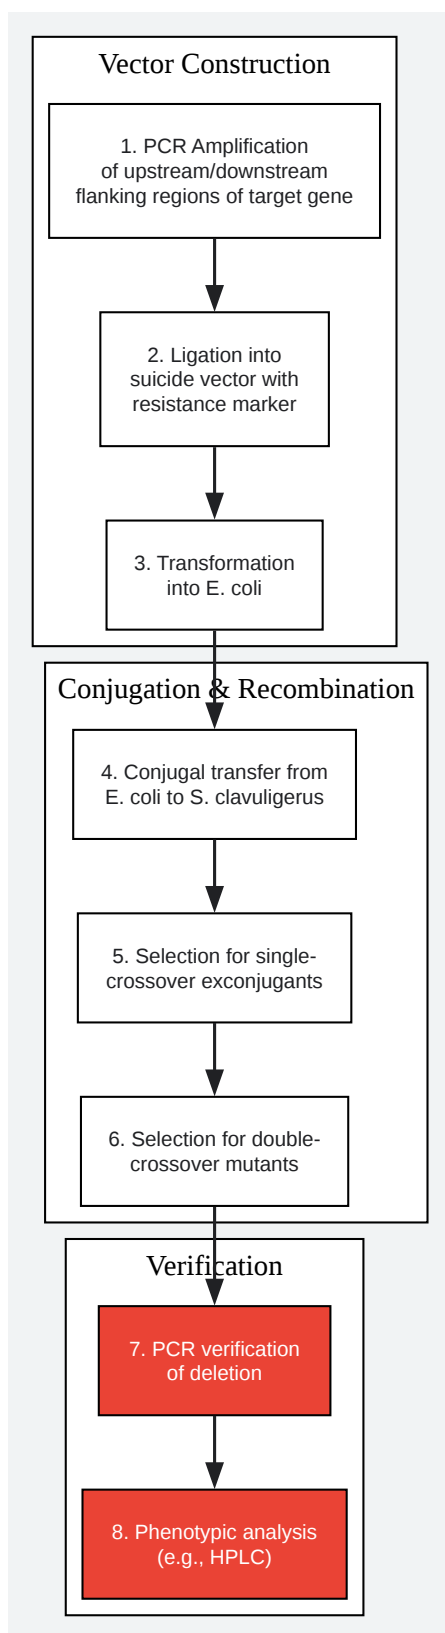 Vector Construction
1. PCR Amplification
of upstream/downstream
flanking regions of target gene
2. Ligation into
suicide vector with
resistance marker
3. Transformation
into E. coli
Conjugation & Recombination
4. Conjugal transfer from
E. coli to S. clavuligerus
5. Selection for single-
crossover exconjugants
6. Selection for double-
crossover mutants
Verification
7. PCR verification
of deletion
8. Phenotypic analysis
(e.g., HPLC)